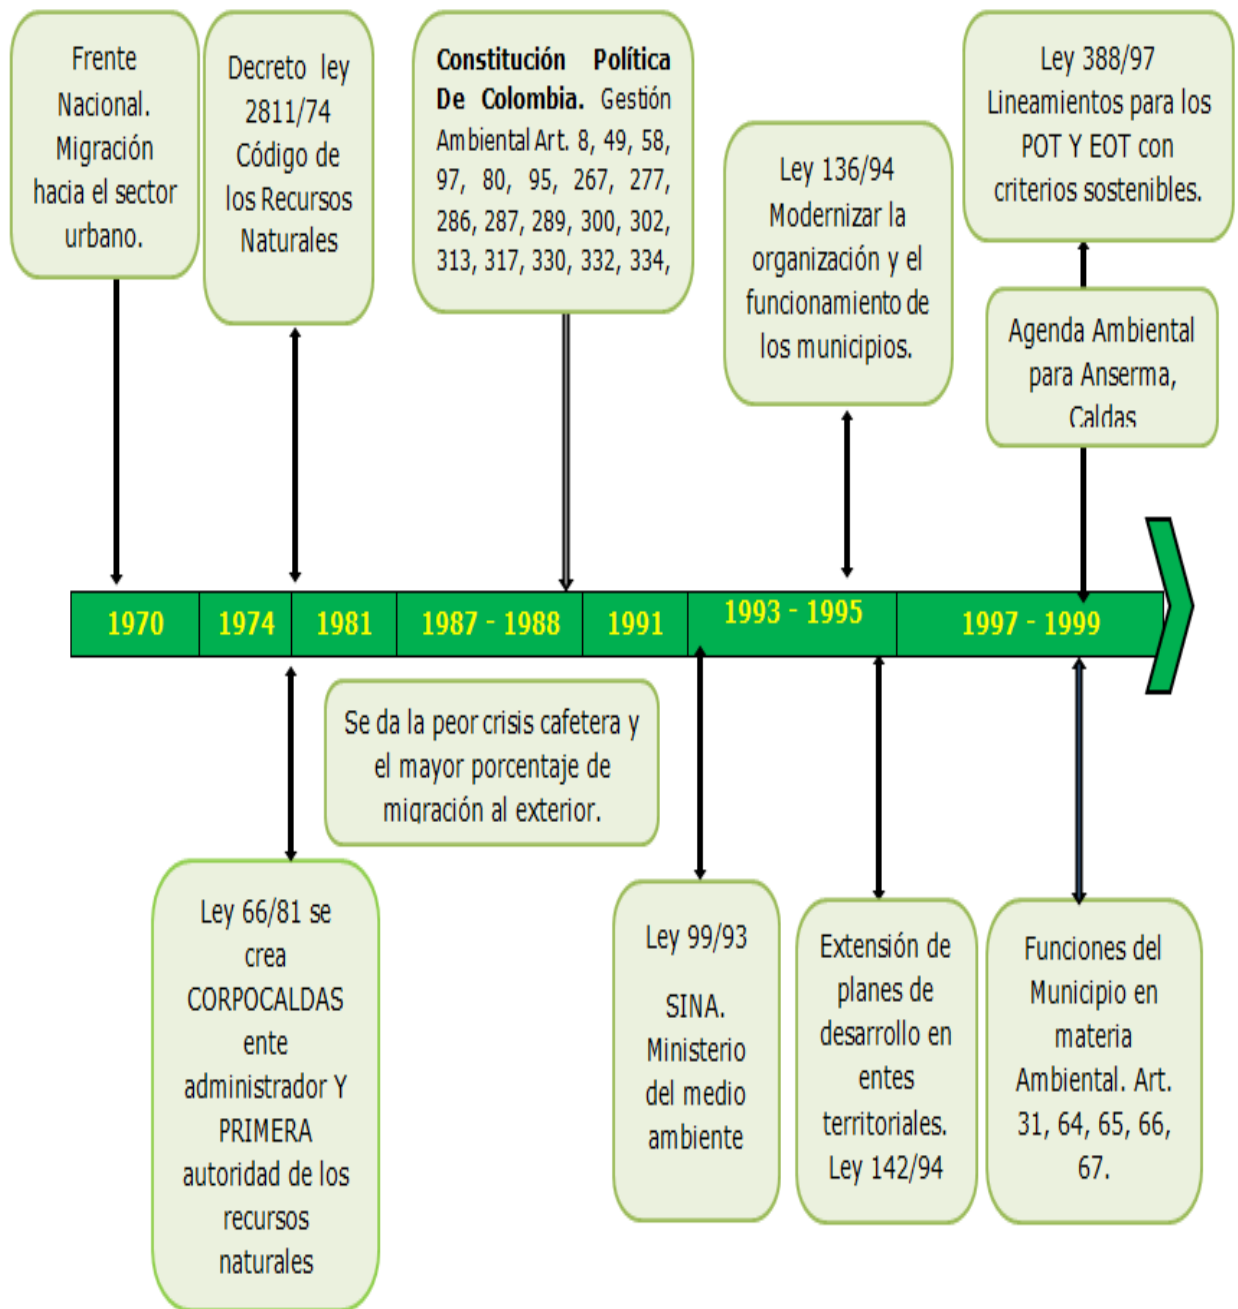 Frente
Nacional.
Migración
hacia el sector
urbano.
Decreto ley
2811/74
Código de
los Recursos
Naturales
Constitución Política
De Colombia. Gestión
Ambiental Art. 8, 49, 58,
97, 80, 95, 267, 277,
286, 287, 289, 300, 302,
313, 317, 330, 332, 334,
Ley 136/94
Modernizar la
organización y el
funcionamiento de
los municipios.
Ley 388/97
Lineamientos para los
POT Y EOT con
criterios sostenibles.
Agenda Ambiental
para Anserma,
Caldas
1970
1974
1981
1987 - 1988
1991
1993 - 1995
1997 - 1999
Se da la peor crisis cafetera y
el mayor porcentaje de
migración al exterior.
Ley 66/81 se
crea
CORPOCALDAS
ente
administrador Y
PRIMERA
autoridad de los
recursos
naturales
Ley 99/93
SINA.
Ministerio
del medio
ambiente
Extensión de
planes de
desarrollo en
entes
territoriales.
Ley 142/94
Funciones del
Municipio en
materia
Ambiental. Art.
31, 64, 65, 66,
67.